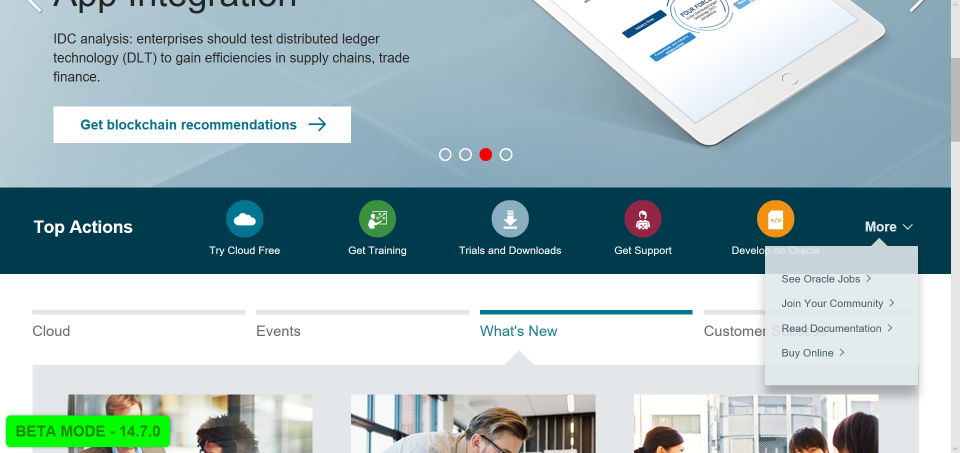 App Integration
IDC analysis: enterprises should test distributed ledger
technology (DLT) to gain efficiencies in supply chains, trade
finance.
Get blockchain recommendations
Top Actions
Try Cloud Free
Get Training
Trials and Downloads
Get Support
Develop on Oracle
More
See Oracle Jobs
Join Your Community
Read Documentation
Buy Online
Cloud
Events
What's New
Customer
BETA MODE - 14.7.0